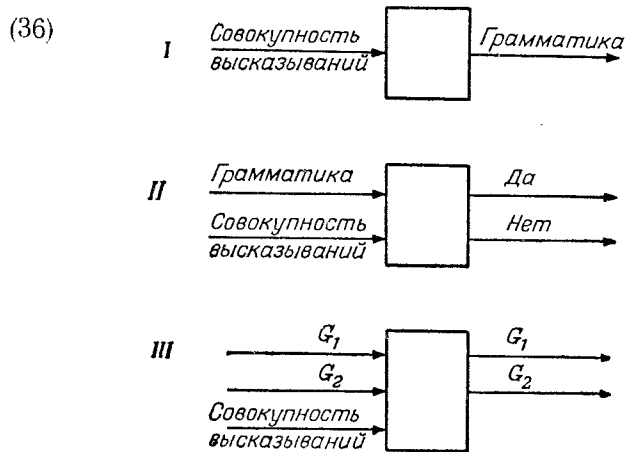 (36)
I
Совокупность
высказываний
Грамматика
II
Грамматика
Да
Совокупность
высказываний
Нет
III
G₁
G₁
G₂
G₂
Совокупность
высказываний